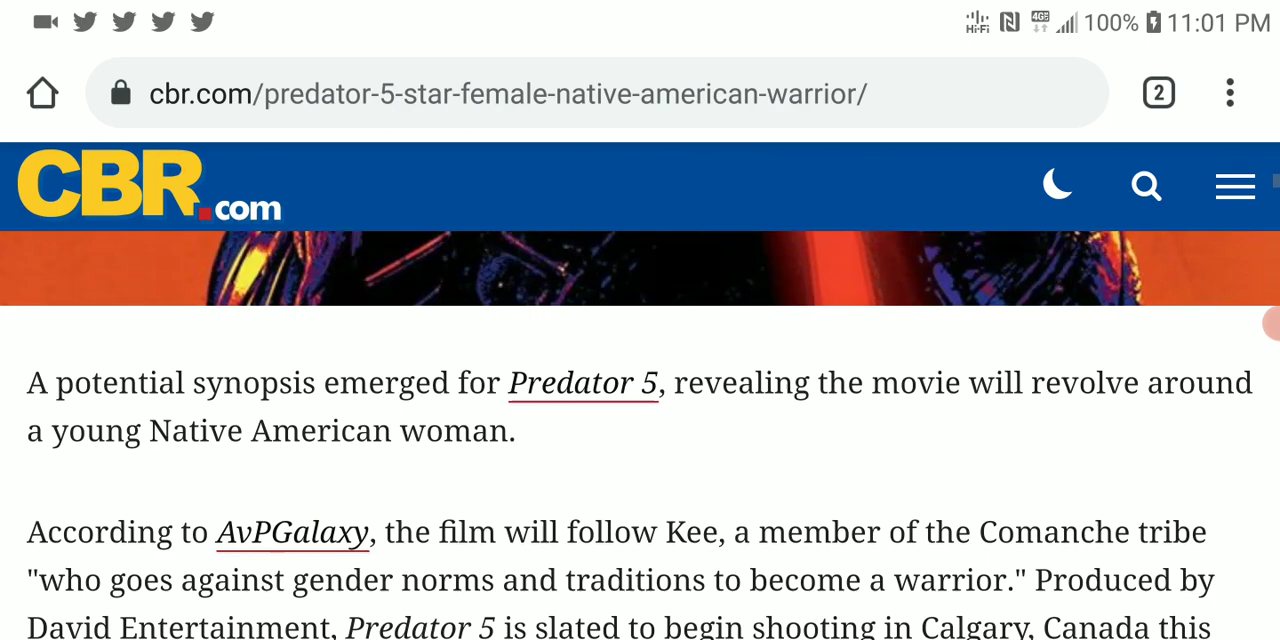 Hi-Fi 4GB 100% 11:01 PM
cbr.com/predator-5-star-female-native-american-warrior/ 2
CBR.com
A potential synopsis emerged for Predator 5, revealing the movie will revolve around
a young Native American woman.
According to AvPGalaxy, the film will follow Kee, a member of the Comanche tribe
"who goes against gender norms and traditions to become a warrior." Produced by
David Entertainment, Predator 5 is slated to begin shooting in Calgary, Canada this